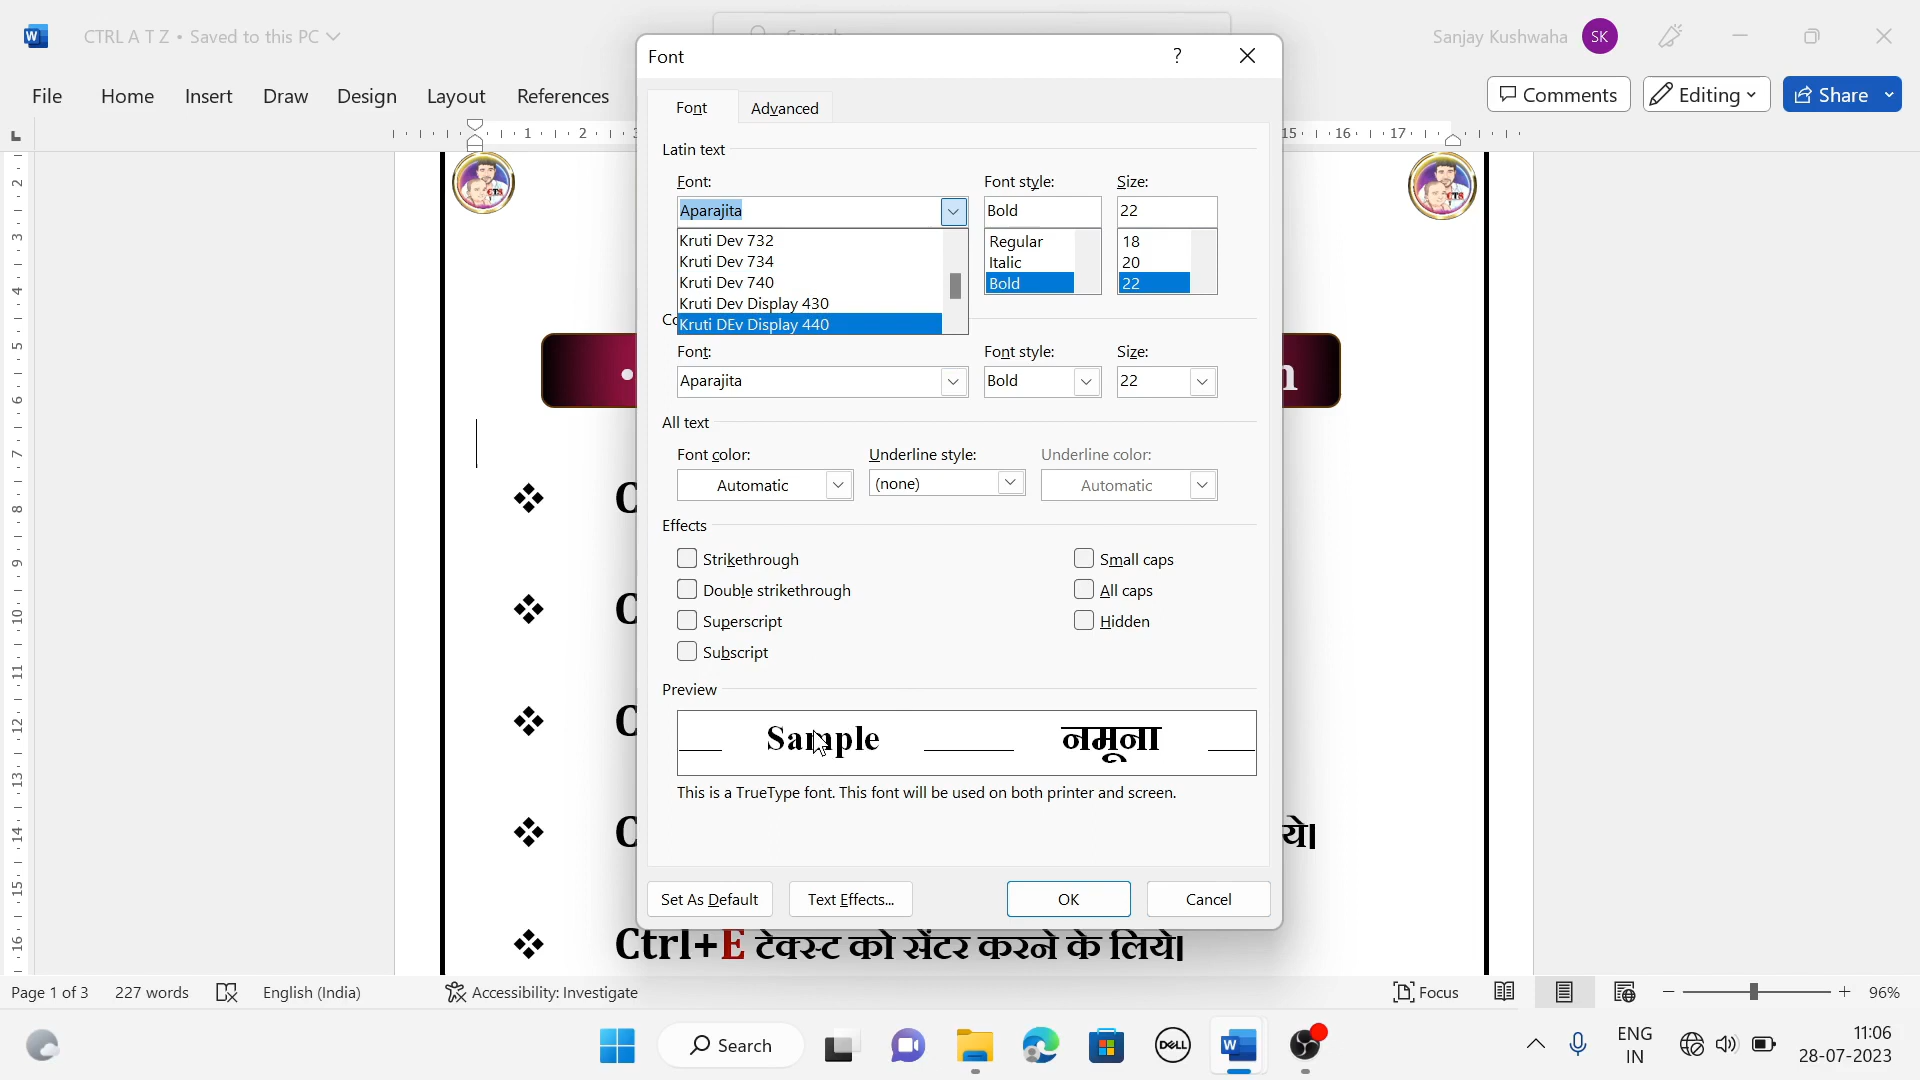 CTRL A T Z • Saved to this PC
Sanjay Kushwaha
SK
File
Home
Insert
Draw
Design
Layout
References
Comments
Editing
Share
Font
?
Font
Advanced
Latin text
Font:
Font style:
Size:
Aparajita
Bold
22
Kruti Dev 732
Kruti Dev 734
Kruti Dev 740
Kruti Dev Display 430
Kruti DEv Display 440
Regular
Italic
Bold
18
20
22
Font:
Font style:
Size:
Aparajita
Bold
22
All text
Font color:
Underline style:
Underline color:
Automatic
(none)
Automatic
Effects
Strikethrough
Small caps
Double strikethrough
All caps
Superscript
Hidden
Subscript
Preview
Sample
नमूना
This is a TrueType font. This font will be used on both printer and screen.
Set As Default
Text Effects...
OK
Cancel
ये।
Ctrl+E टेक्स्ट को सेंटर करने के लिये।
Page 1 of 3
227 words
English (India)
Accessibility: Investigate
Focus
96%
Search
DELL
ENG
IN
11:06
28-07-2023